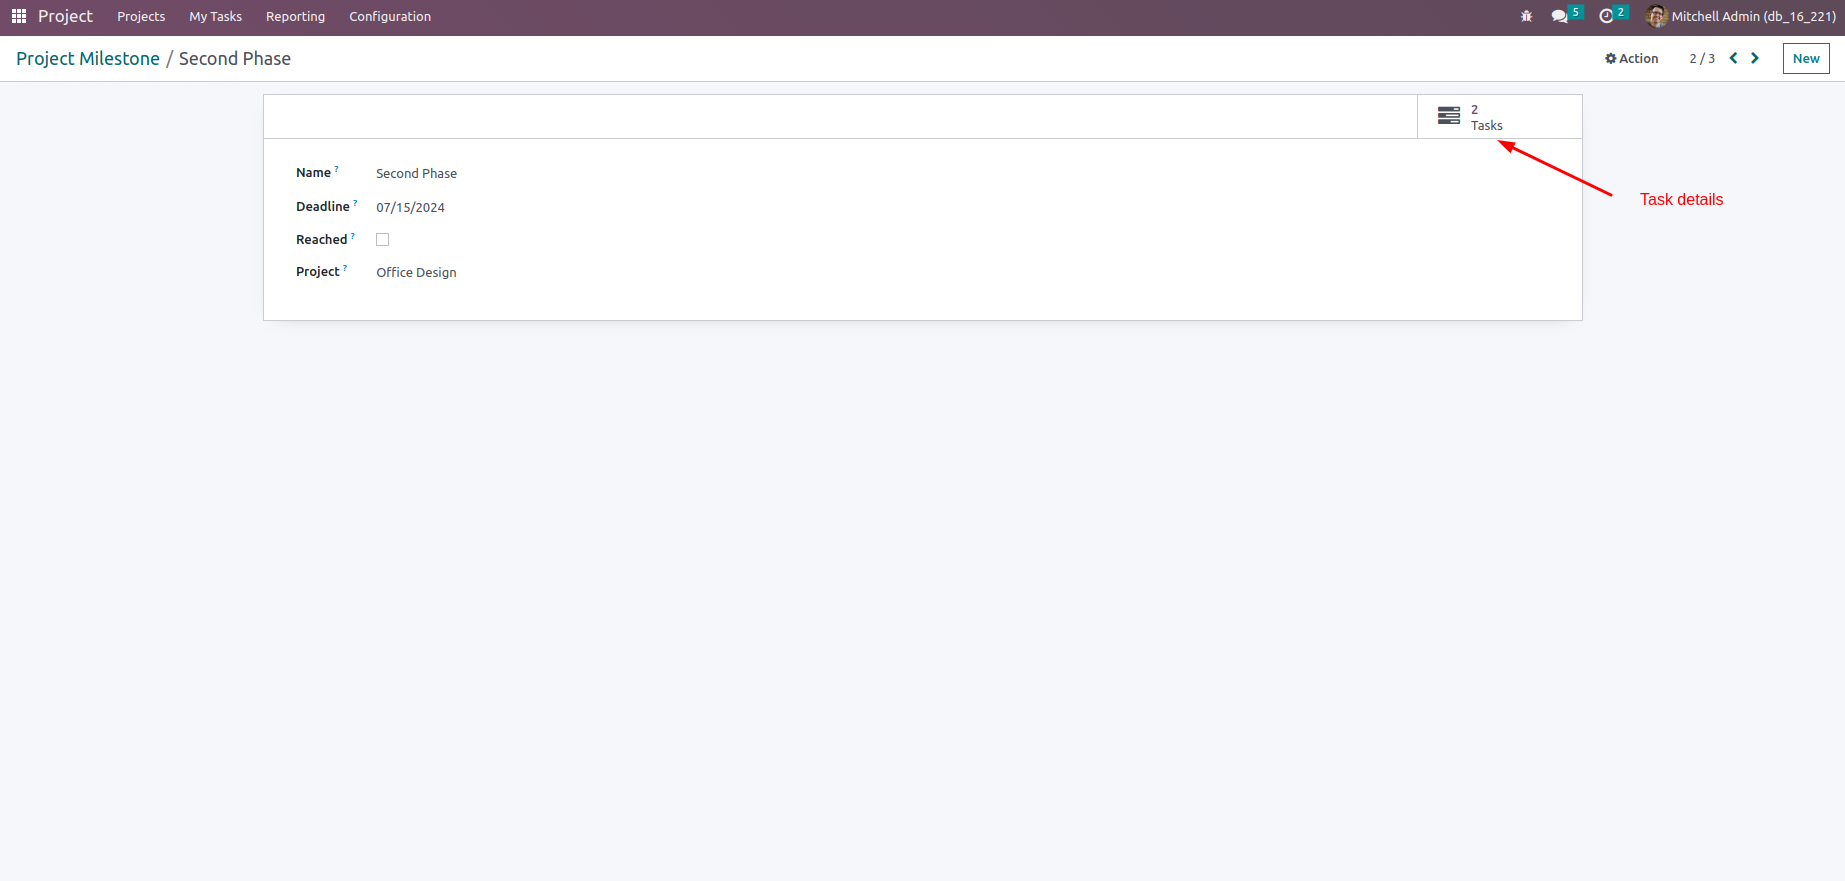 Project Projects My Tasks Reporting Configuration 5 2 Mitchell Admin (db_16_221)
Project Milestone / Second Phase Action 2 / 3 New
2
Tasks
Name ? Second Phase
Deadline ? 07/15/2024
Task details
Reached ?
Project ? Office Design